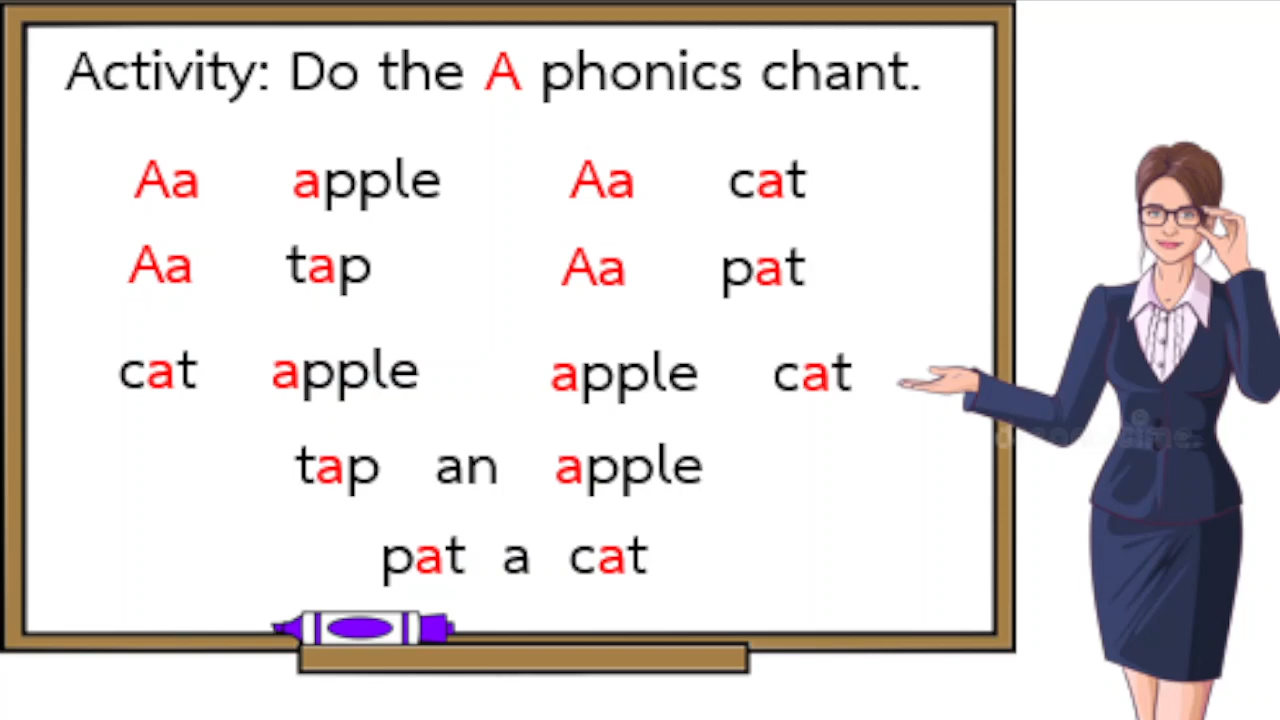 Activity: Do the A phonics chant.
Aa apple Aa cat
Aa tap Aa pat
cat apple apple cat
tap an apple
pat a cat